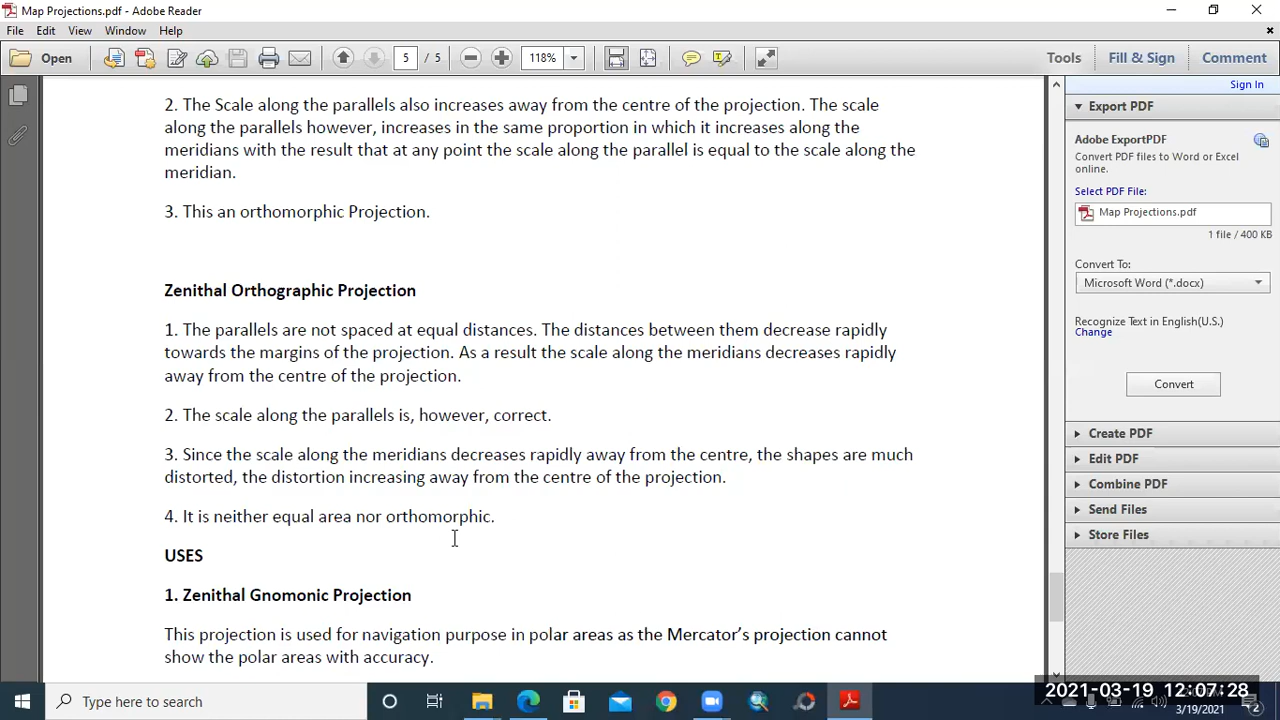 Map Projections.pdf - Adobe Reader
File Edit View Window Help
Open 5 / 5 118% Tools Fill & Sign Comment
Sign In
2. The Scale along the parallels also increases away from the centre of the projection. The scale
along the parallels however, increases in the same proportion in which it increases along the
meridians with the result that at any point the scale along the parallel is equal to the scale along the
meridian.
3. This an orthomorphic Projection.
Zenithal Orthographic Projection
1. The parallels are not spaced at equal distances. The distances between them decrease rapidly
towards the margins of the projection. As a result the scale along the meridians decreases rapidly
away from the centre of the projection.
2. The scale along the parallels is, however, correct.
3. Since the scale along the meridians decreases rapidly away from the centre, the shapes are much
distorted, the distortion increasing away from the centre of the projection.
4. It is neither equal area nor orthomorphic.
USES
1. Zenithal Gnomonic Projection
This projection is used for navigation purpose in polar areas as the Mercator's projection cannot
show the polar areas with accuracy.
Export PDF
Adobe ExportPDF
Convert PDF files to Word or Excel
online.
Select PDF File:
Map Projections.pdf
1 file / 400 KB
Convert To:
Microsoft Word (*.docx)
Recognize Text in English(U.S.)
Change
Convert
Create PDF
Edit PDF
Combine PDF
Send Files
Store Files
Type here to search
2021-03-19 12:07:28
3/19/2021
2